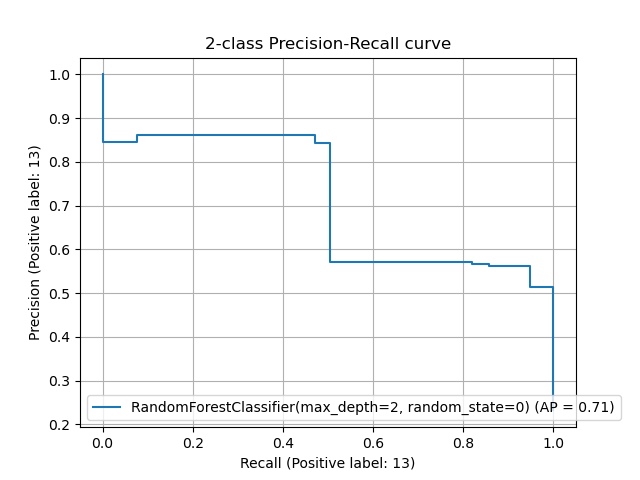 2-class Precision-Recall curve
1.0
0.9
0.8
0.7
0.6
0.5
0.4
0.3
0.2
Precision (Positive label: 13)
RandomForestClassifier(max_depth=2, random_state=0) (AP = 0.71)
0.0 0.2 0.4 0.6 0.8 1.0
Recall (Positive label: 13)